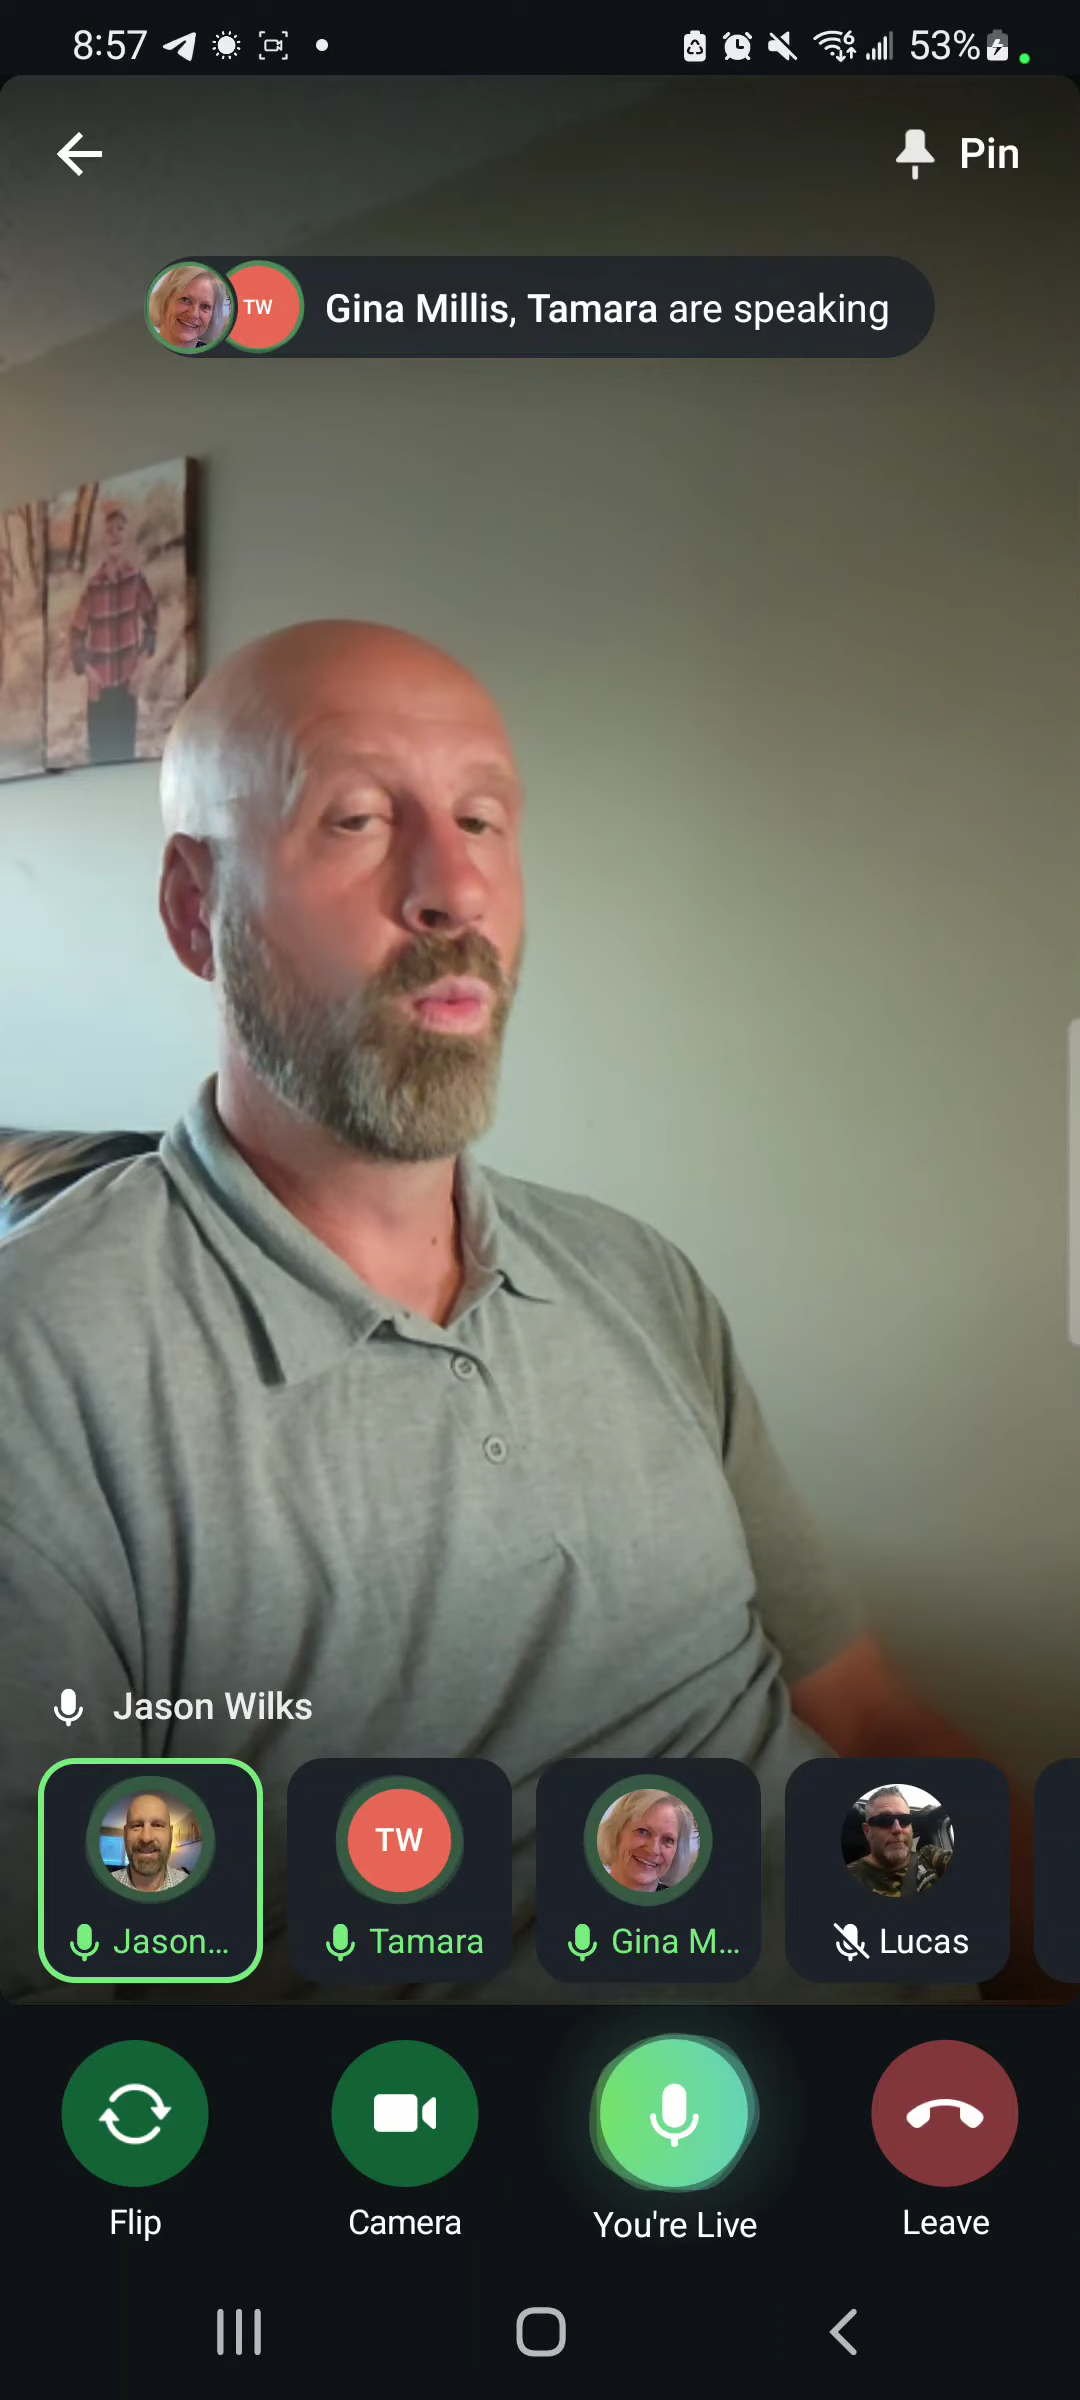 8:57
53%
Pin
TW
Gina Millis, Tamara are speaking
Jason Wilks
TW
Jason...
Tamara
Gina M...
Lucas
Flip
Camera
You're Live
Leave